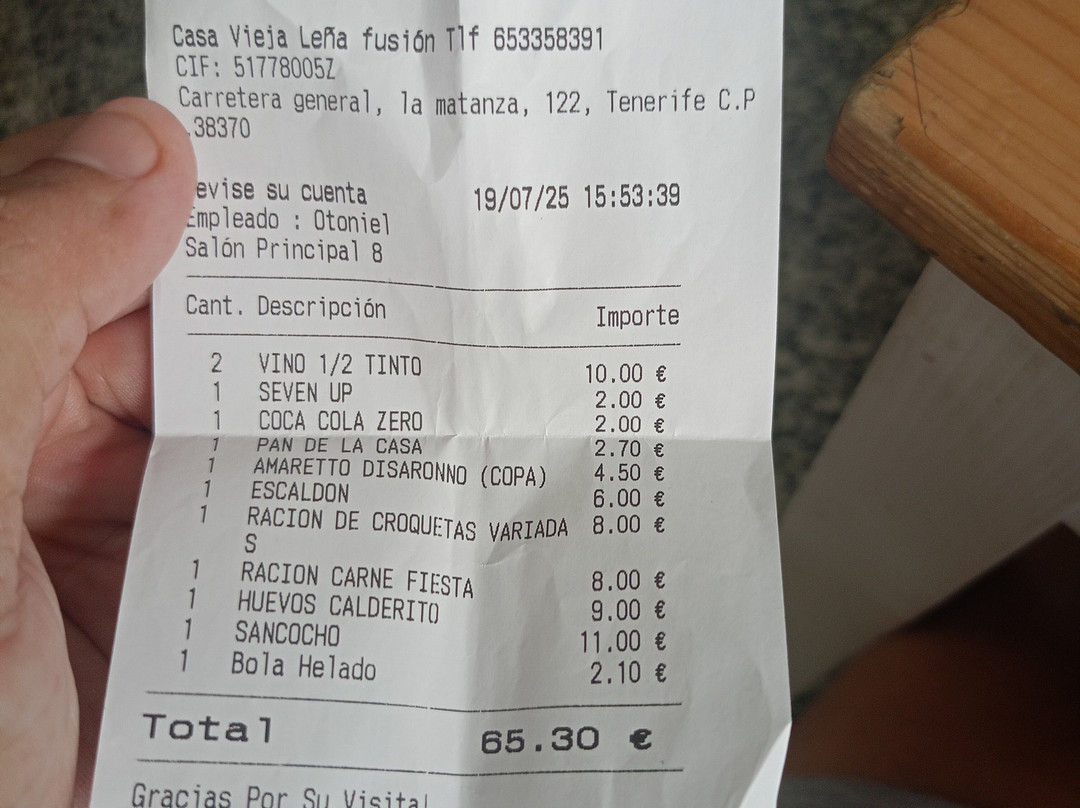 Casa Vieja Leña fusión Tlf 653358391
CIF: 51778005Z
Carretera general, la matanza, 122, Tenerife C.P
.38370
evise su cuenta 19/07/25 15:53:39
Empleado : Otoniel
Salón Principal 8
Cant. Descripción Importe
2 VINO 1/2 TINTO 10.00 €
1 SEVEN UP 2.00 €
1 COCA COLA ZERO 2.00 €
1 PAN DE LA CASA 2.70 €
1 AMARETTO DISARONNO (COPA) 4.50 €
1 ESCALDON 6.00 €
1 RACION DE CROQUETAS VARIADA 8.00 €
S
1 RACION CARNE FIESTA 8.00 €
1 HUEVOS CALDERITO 9.00 €
1 SANCOCHO 11.00 €
1 Bola Helado 2.10 €
Total 65.30 €
Gracias Por Su Visita!